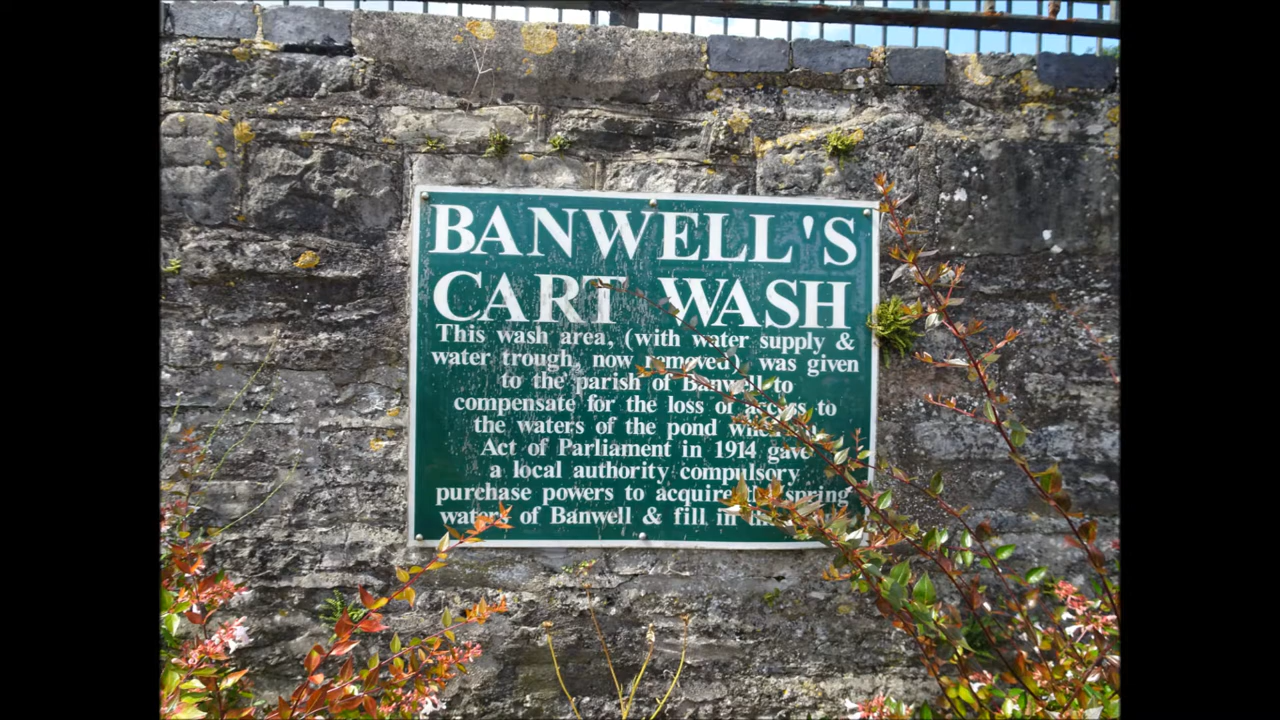 BANWELL'S
CART WASH
This wash area, (with water supply &
water trough, now removed), was given
to the parish of Banwell to
compensate for the loss of access to
the waters of the pond when
Act of Parliament in 1914 gave
a local authority compulsory
purchase powers to acquire the spring
waters of Banwell & fill in